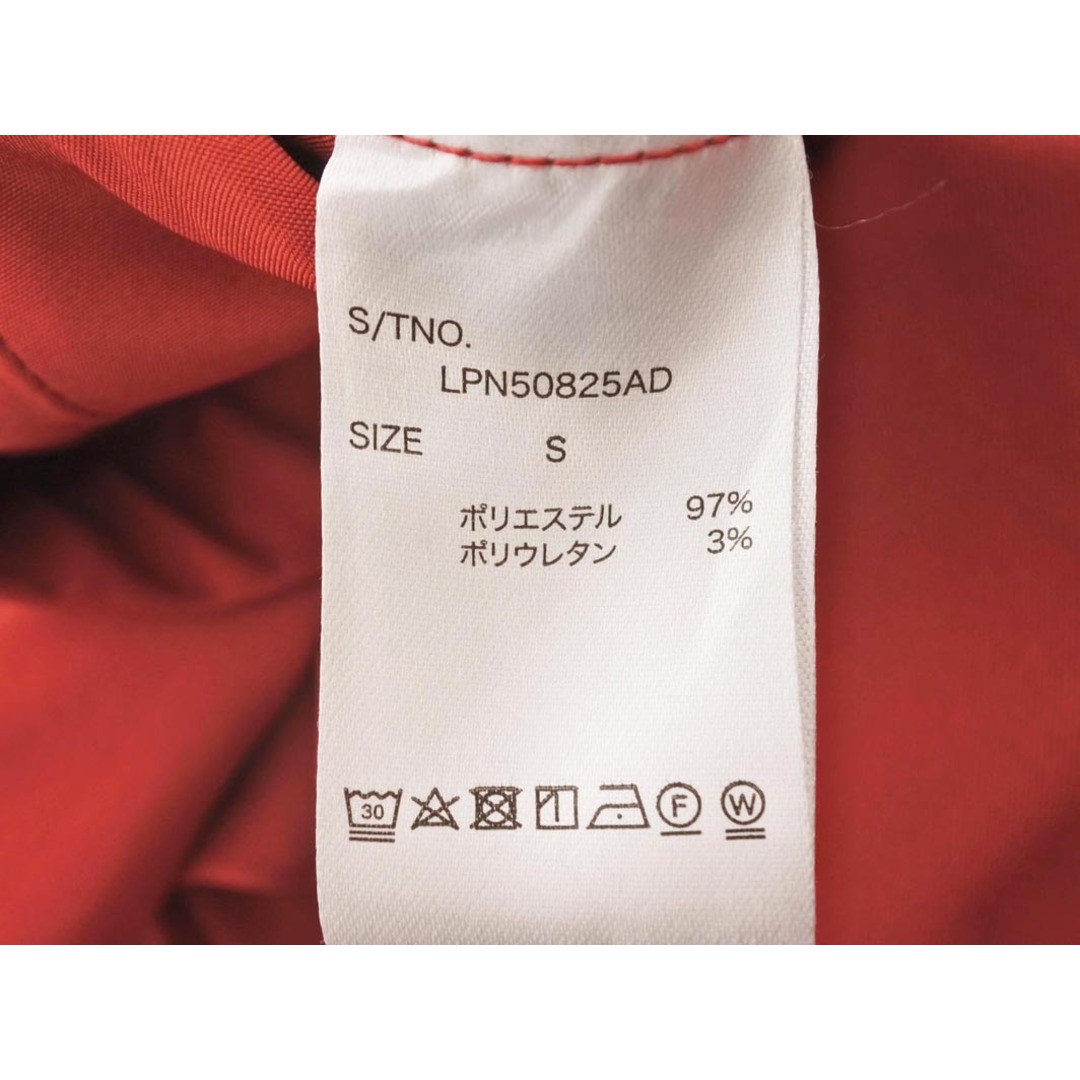 S/TNO.
LPN50825AD
SIZE S
ポリエステル 97%
ポリウレタン 3%
30 F W